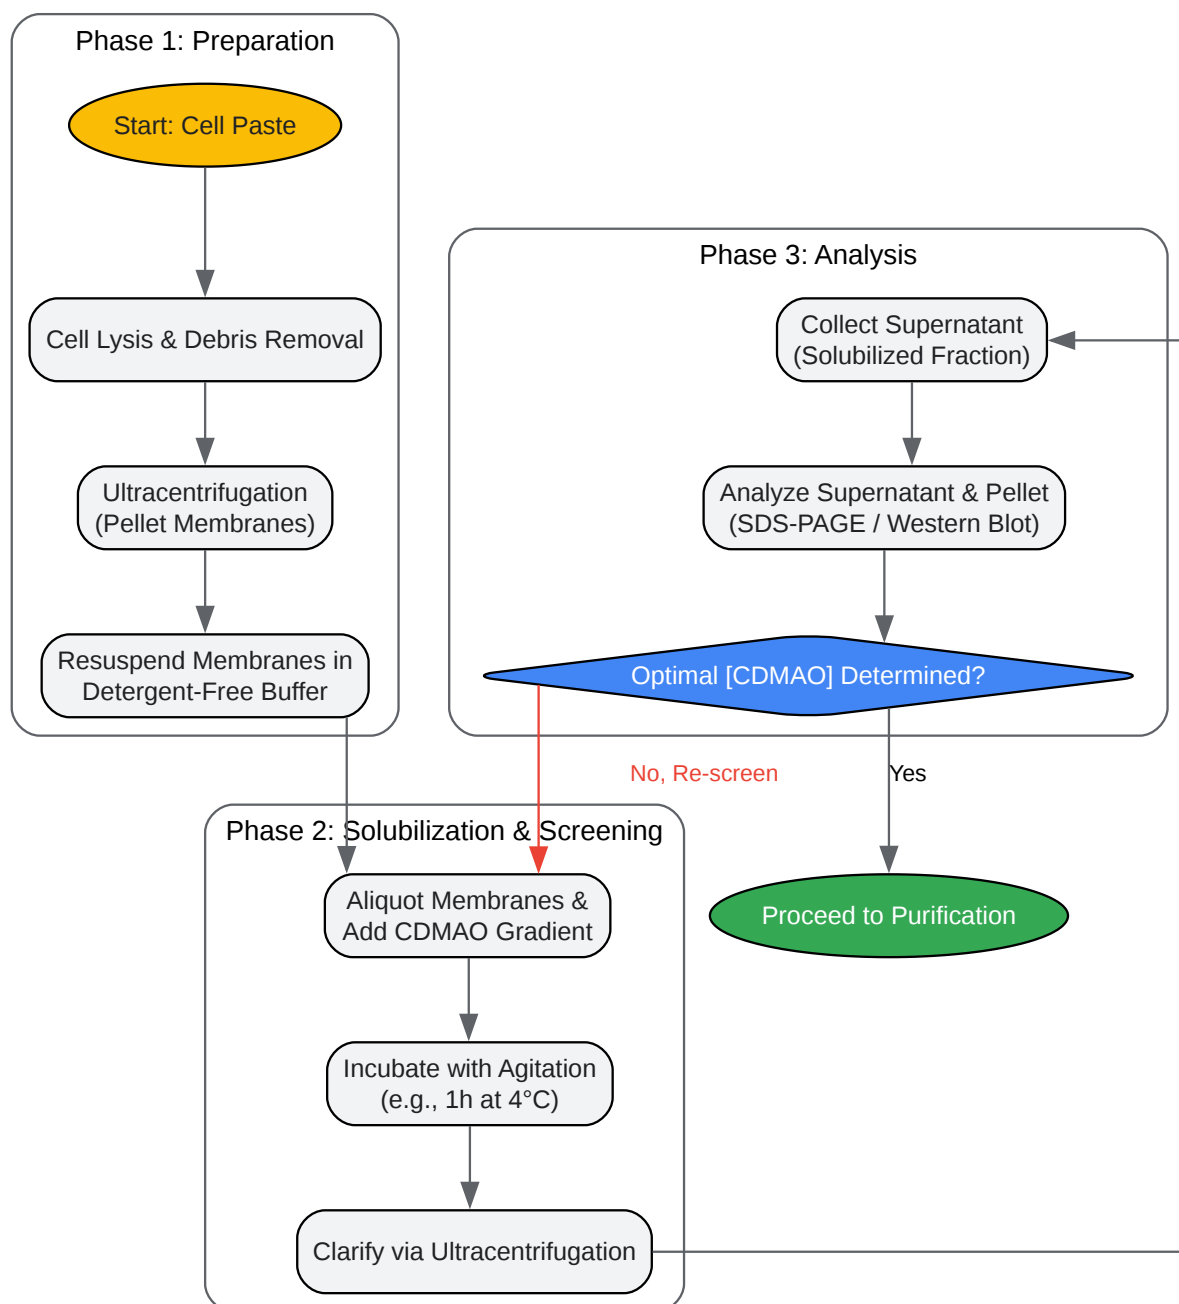 Phase 1: Preparation
Start: Cell Paste
Cell Lysis & Debris Removal
Ultracentrifugation
(Pellet Membranes)
Resuspend Membranes in
Detergent-Free Buffer
Phase 2: Solubilization & Screening
Aliquot Membranes &
Add CDMAO Gradient
Incubate with Agitation
(e.g., 1h at 4°C)
Clarify via Ultracentrifugation
Phase 3: Analysis
Collect Supernatant
(Solubilized Fraction)
Analyze Supernatant & Pellet
(SDS-PAGE / Western Blot)
Optimal [CDMAO] Determined?
No, Re-screen
Yes
Proceed to Purification